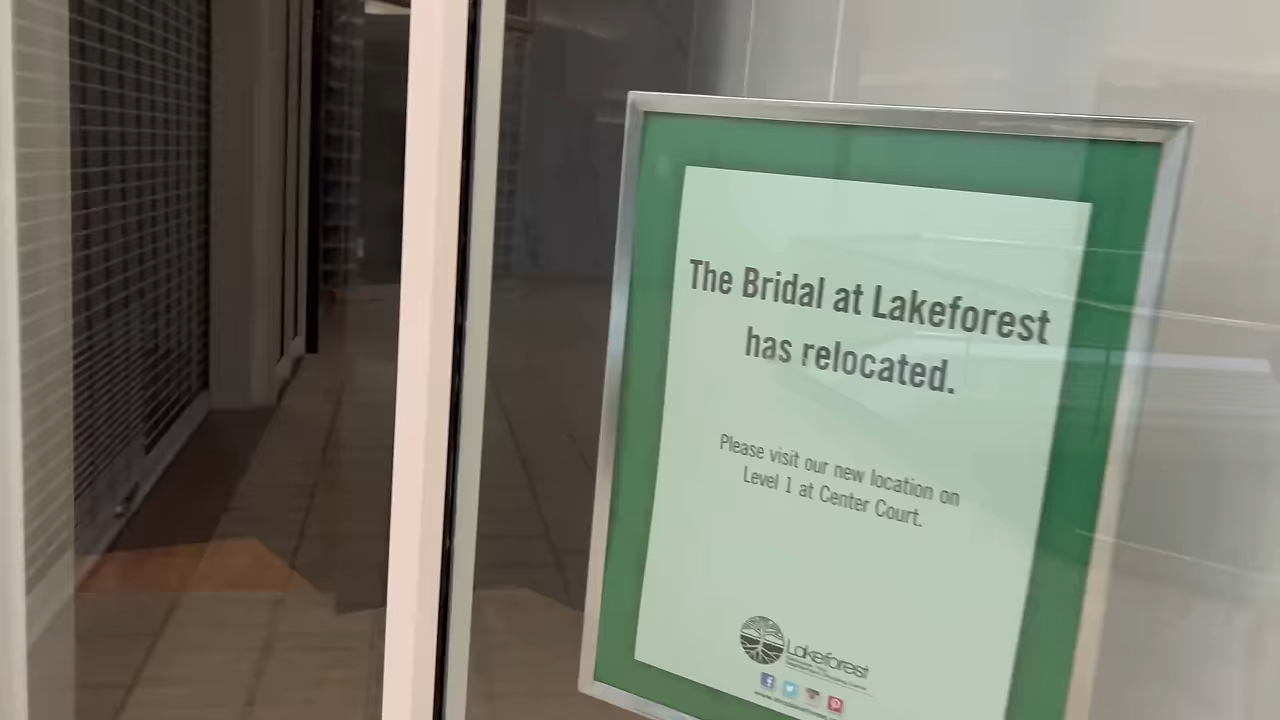 The Bridal at Lakeforest
has relocated.
Please visit our new location on
Level 1 at Center Court.
Lakeforest